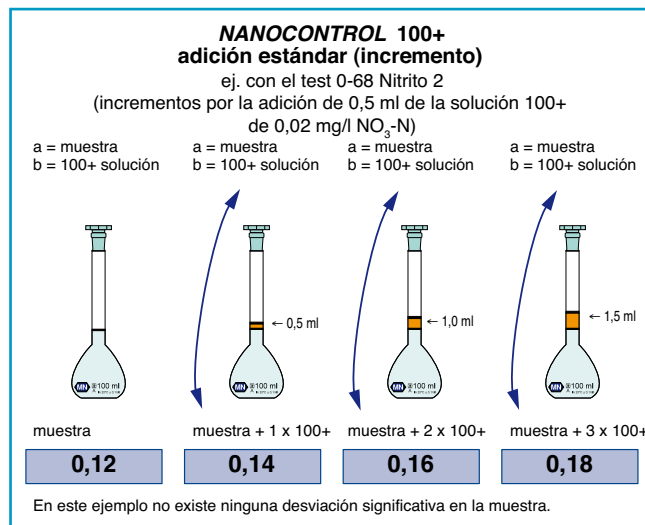 NANOCONTROL 100+
adición estándar (incremento)
ej. con el test 0-68 Nitrito 2
(incrementos por la adición de 0,5 ml de la solución 100+
de 0,02 mg/l NO₃-N)
a = muestra
b = 100+ solución
a = muestra
b = 100+ solución
a = muestra
b = 100+ solución
a = muestra
b = 100+ solución
← 0,5 ml
← 1,0 ml
← 1,5 ml
MN 100 ml
MN 100 ml
MN 100 ml
MN 100 ml
muestra
muestra + 1 x 100+
muestra + 2 x 100+
muestra + 3 x 100+
0,12
0,14
0,16
0,18
En este ejemplo no existe ninguna desviación significativa en la muestra.